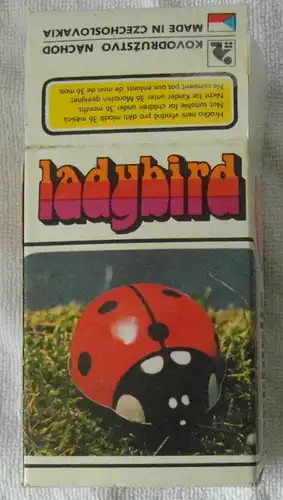 KOVODRUŽSTVO NÁCHOD
MADE IN CZECHOSLOVAKIA
Hračka není vhodná pro děti mladší 36 měsíců.
Not suitable for children under 36 months.
Nicht für Kinder unter 36 Monaten geeignet.
Ne convient pas aux enfants de mon de 36 mois.
ladybird